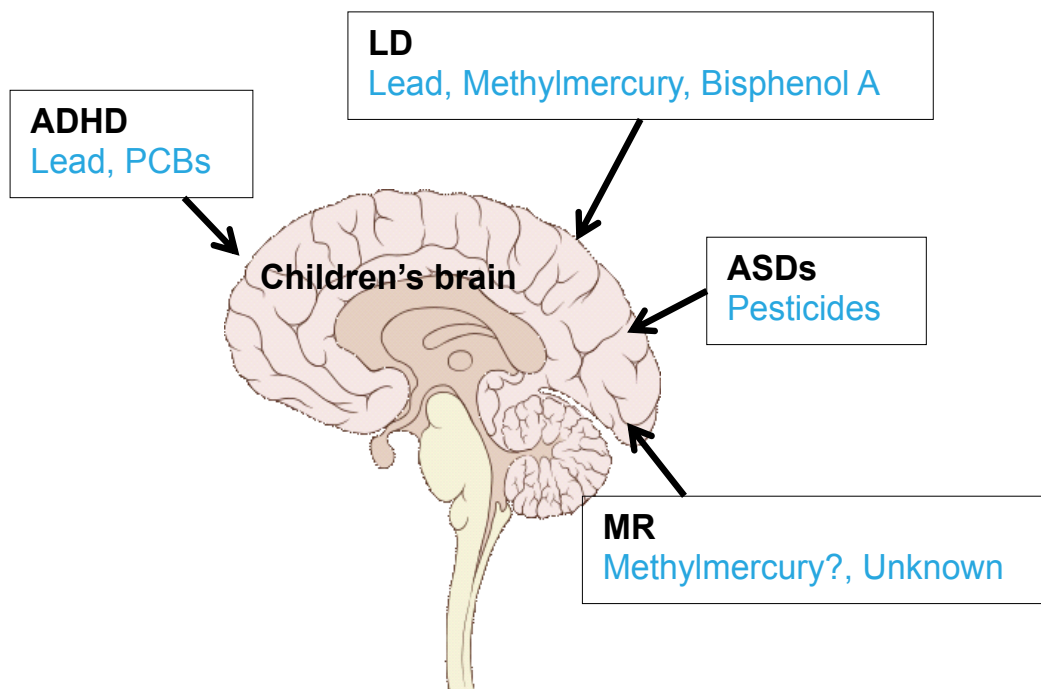 LD
Lead, Methylmercury, Bisphenol A
ADHD
Lead, PCBs
Children’s brain
ASDs
Pesticides
MR
Methylmercury?, Unknown